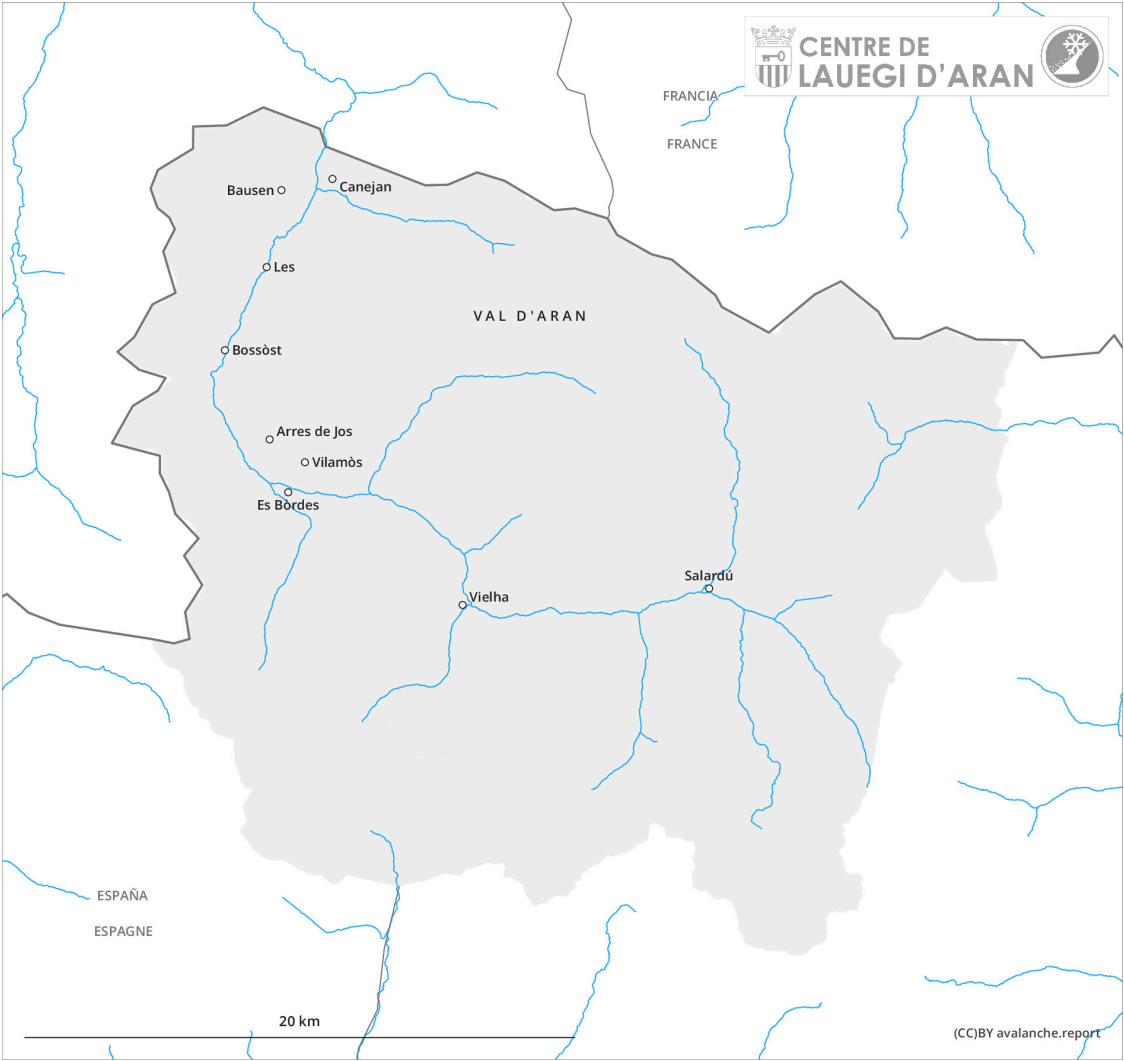 CENTRE DE
LAUEGI D'ARAN
FRANCIA
FRANCE
Bausen
Canejan
Les
VAL D'ARAN
Bossòst
Arres de Jos
Vilamòs
Es Bòrdes
Salardú
Vielha
ESPAÑA
ESPAGNE
20 km
(CC)BY avalanche.report